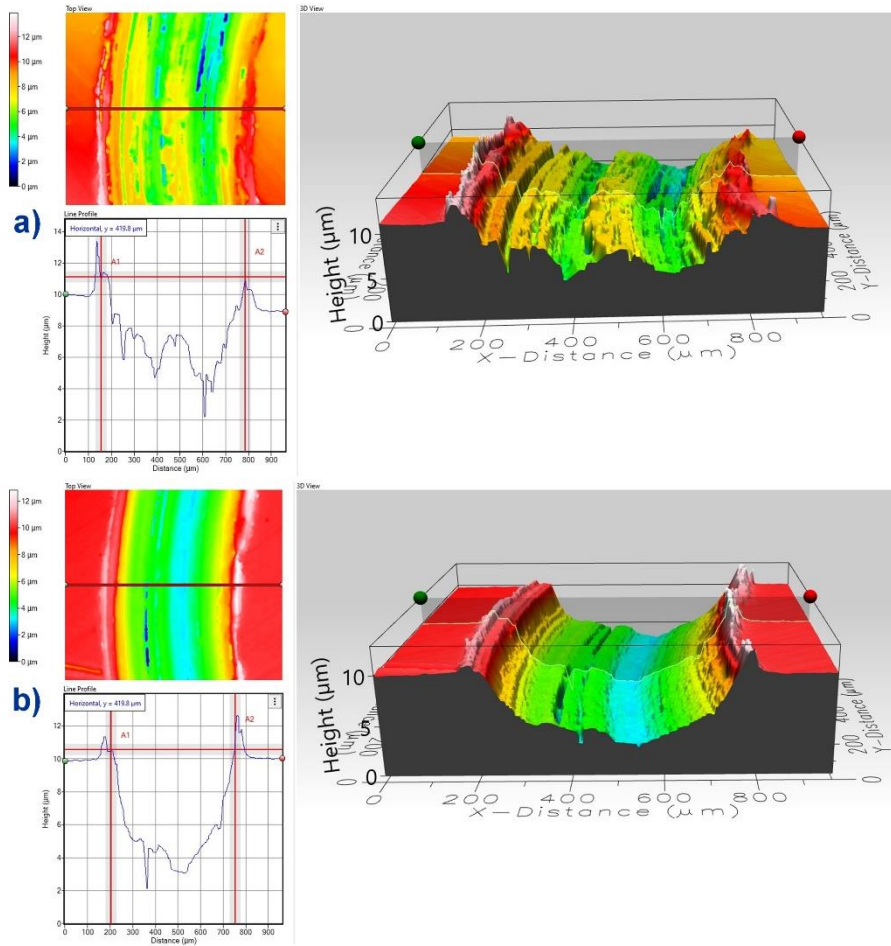 Top View
12 µm
10 µm
8 µm
6 µm
4 µm
2 µm
0 µm
3D View
Height (µm)
10
5
0
0
200
400
600
800
X-Distance (µm)
0
200
400
Y-Distance (µm)
a)
Line Profile
Horizontal, y = 419.8 µm
A1
A2
14
12
10
8
6
4
2
0
Height (µm)
0 100 200 300 400 500 600 700 800 900
Distance (µm)
Top View
12 µm
10 µm
8 µm
6 µm
4 µm
2 µm
0 µm
3D View
Height (µm)
10
5
0
0
200
400
600
800
X-Distance (µm)
0
200
400
Y-Distance (µm)
b)
Line Profile
Horizontal, y = 419.8 µm
A1
A2
12
10
8
6
4
2
0
Height (µm)
0 100 200 300 400 500 600 700 800 900
Distance (µm)